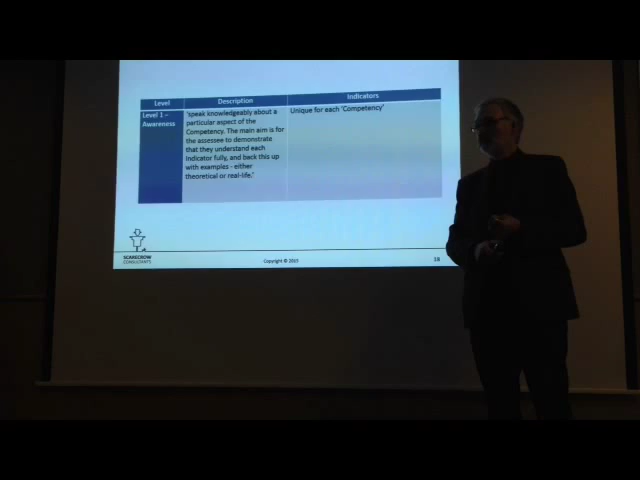 Level Description Indicators
Level 1 – Awareness
'speak knowledgeably about a
particular aspect of the
Competency. The main aim is for
the assessee to demonstrate
that they understand each
Indicator fully, and back this up
with examples - either
theoretical or real-life.'
Unique for each 'Competency'
SCARECROW
CONSULTANTS
Copyright © 2015
18